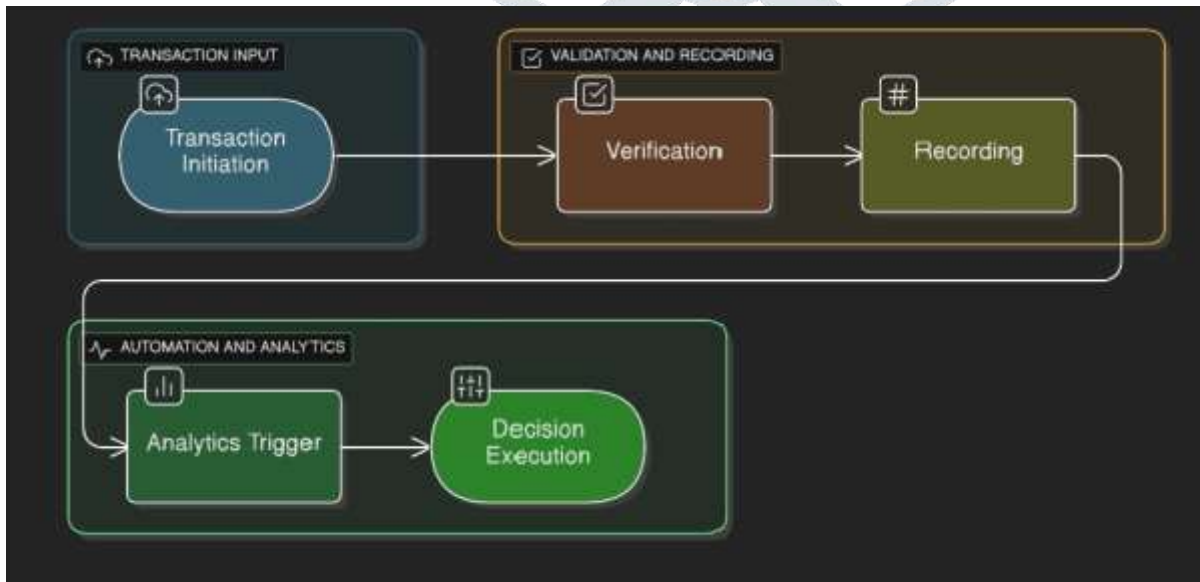 TRANSACTION INPUT
VALIDATION AND RECORDING
Transaction
Initiation
Verification
Recording
AUTOMATION AND ANALYTICS
Analytics Trigger
Decision
Execution